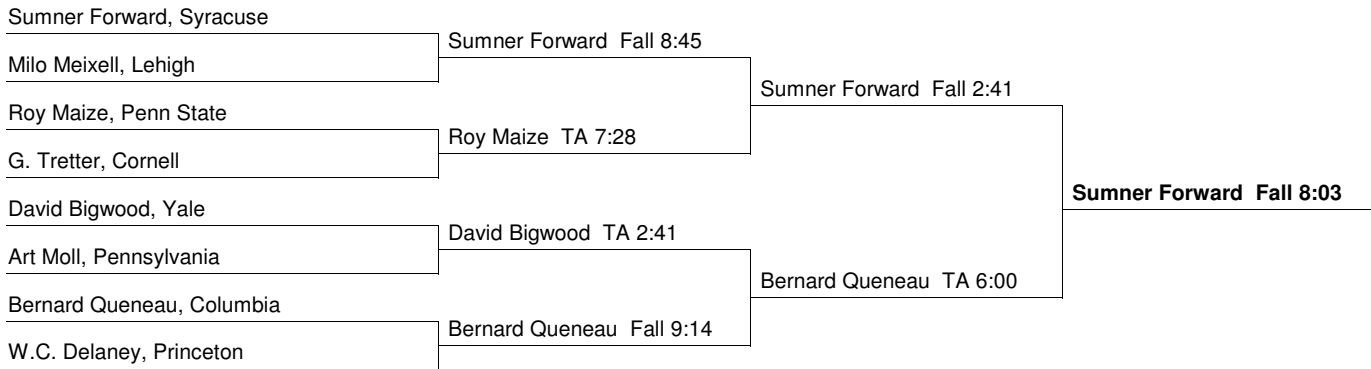 Sumner Forward, Syracuse
Sumner Forward  Fall 8:45
Milo Meixell, Lehigh
Sumner Forward  Fall 2:41
Roy Maize, Penn State
Roy Maize  TA 7:28
G. Tretter, Cornell
Sumner Forward  Fall 8:03
David Bigwood, Yale
David Bigwood  TA 2:41
Art Moll, Pennsylvania
Bernard Queneau  TA 6:00
Bernard Queneau, Columbia
Bernard Queneau  Fall 9:14
W.C. Delaney, Princeton